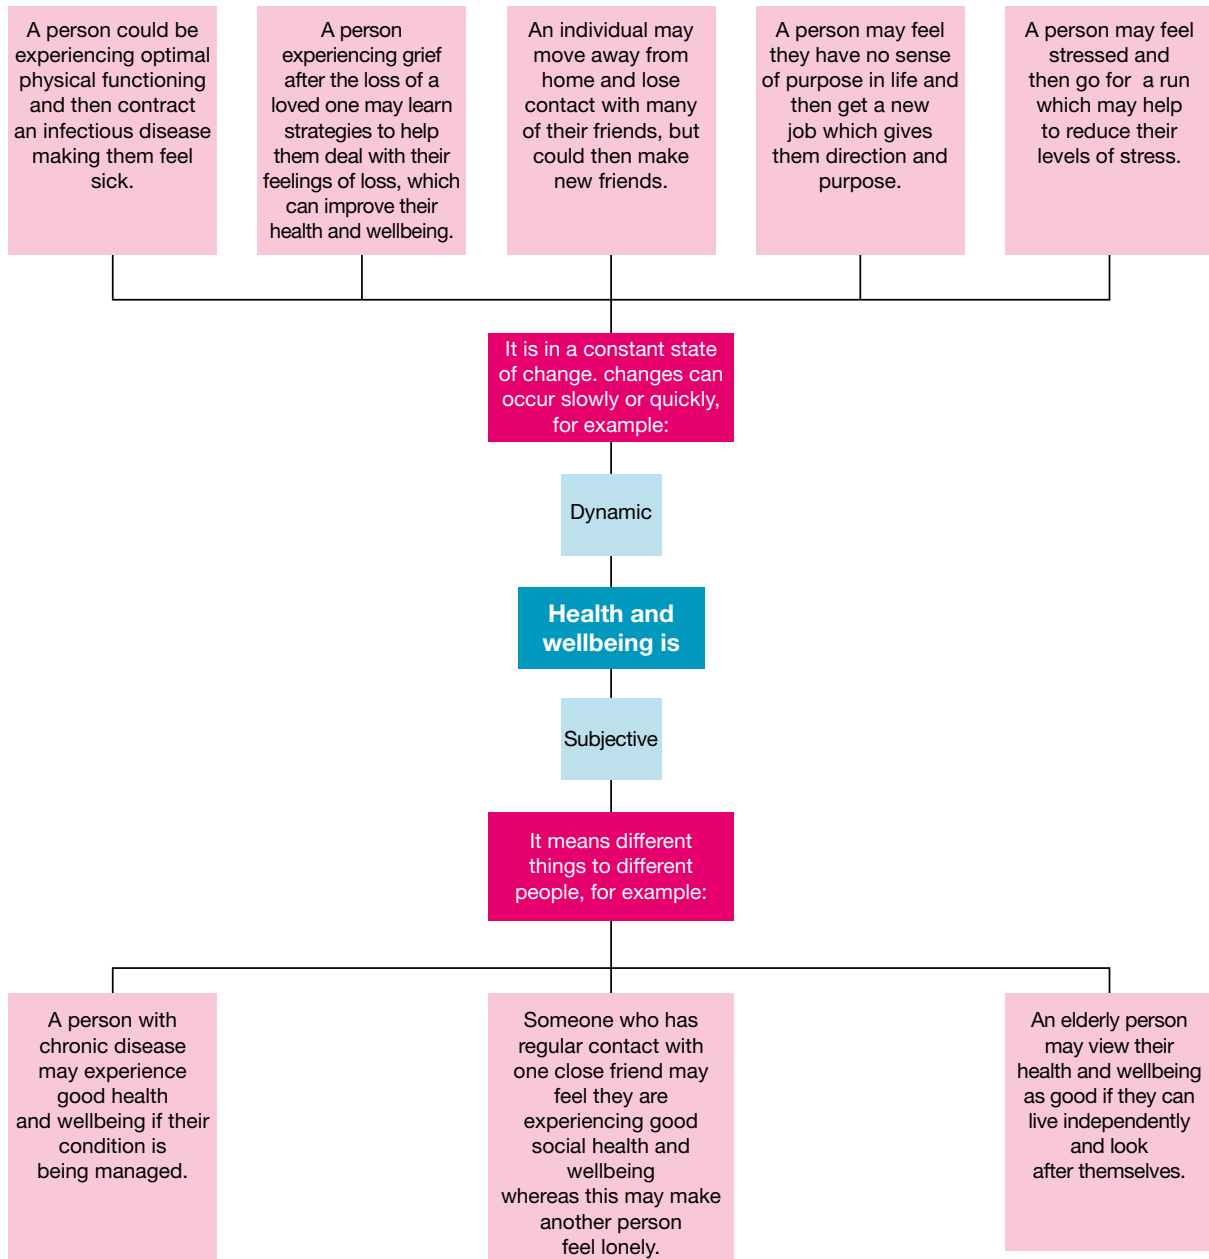 A person could be
experiencing optimal
physical functioning
and then contract
an infectious disease
making them feel
sick.
A person
experiencing grief
after the loss of a
loved one may learn
strategies to help
them deal with their
feelings of loss, which
can improve their
health and wellbeing.
An individual may
move away from
home and lose
contact with many
of their friends, but
could then make
new friends.
A person may feel
they have no sense
of purpose in life and
then get a new
job which gives
them direction and
purpose.
A person may feel
stressed and
then go for a run
which may help
to reduce their
levels of stress.
It is in a constant state
of change. changes can
occur slowly or quickly,
for example:
Dynamic
Health and
wellbeing is
Subjective
It means different
things to different
people, for example:
A person with
chronic disease
may experience
good health
and wellbeing if their
condition is
being managed.
Someone who has
regular contact with
one close friend may
feel they are
experiencing good
social health and
wellbeing
whereas this may make
another person
feel lonely.
An elderly person
may view their
health and wellbeing
as good if they can
live independently
and look
after themselves.